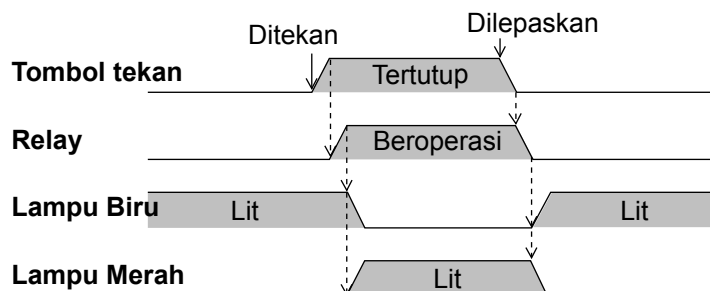 Ditekan
Dilepaskan
Tombol tekan
Tertutup
Relay
Beroperasi
Lampu Biru
Lit
Lit
Lampu Merah
Lit